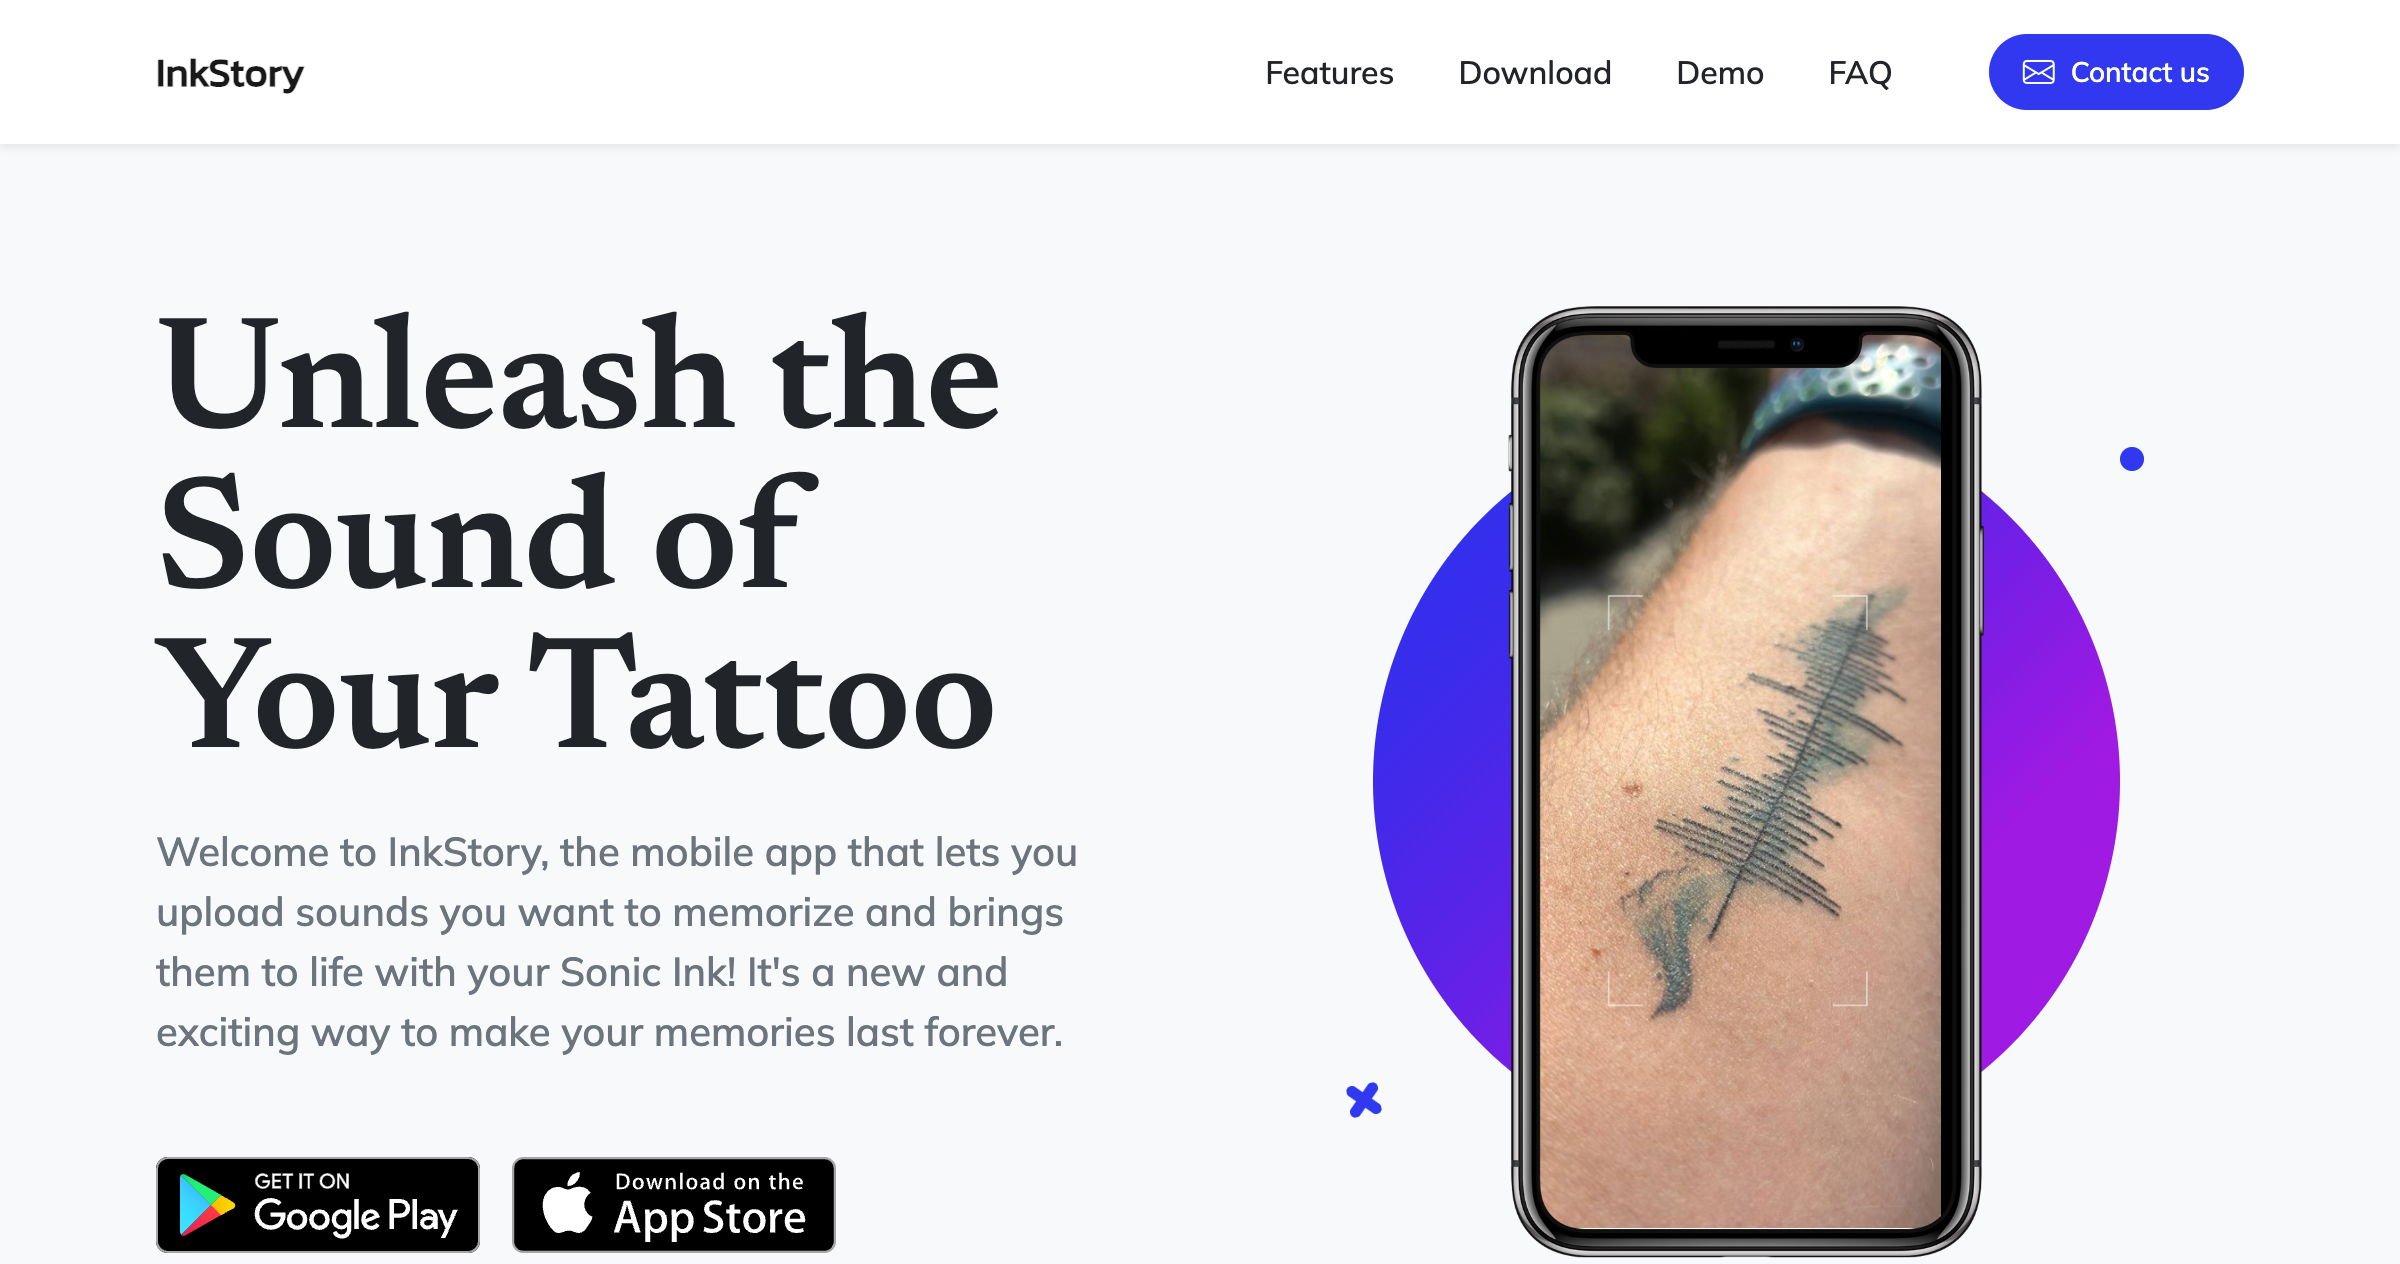 InkStory
Features
Download
Demo
FAQ
Contact us
Unleash the
Sound of
Your Tattoo
Welcome to InkStory, the mobile app that lets you
upload sounds you want to memorize and brings
them to life with your Sonic Ink! It's a new and
exciting way to make your memories last forever.
GET IT ON
Google Play
Download on the
App Store